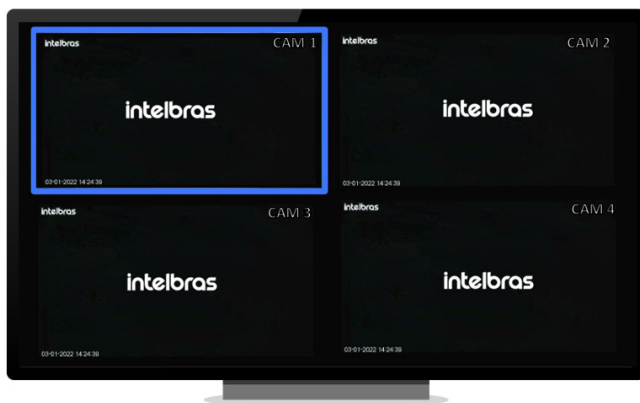 intelbras CAM 1
intelbras
03-01-2022 14:24:39
intelbras CAM 2
intelbras
03-01-2022 14:24:39
intelbras CAM 3
intelbras
03-01-2022 14:24:39
intelbras CAM 4
intelbras
03-01-2022 14:24:39